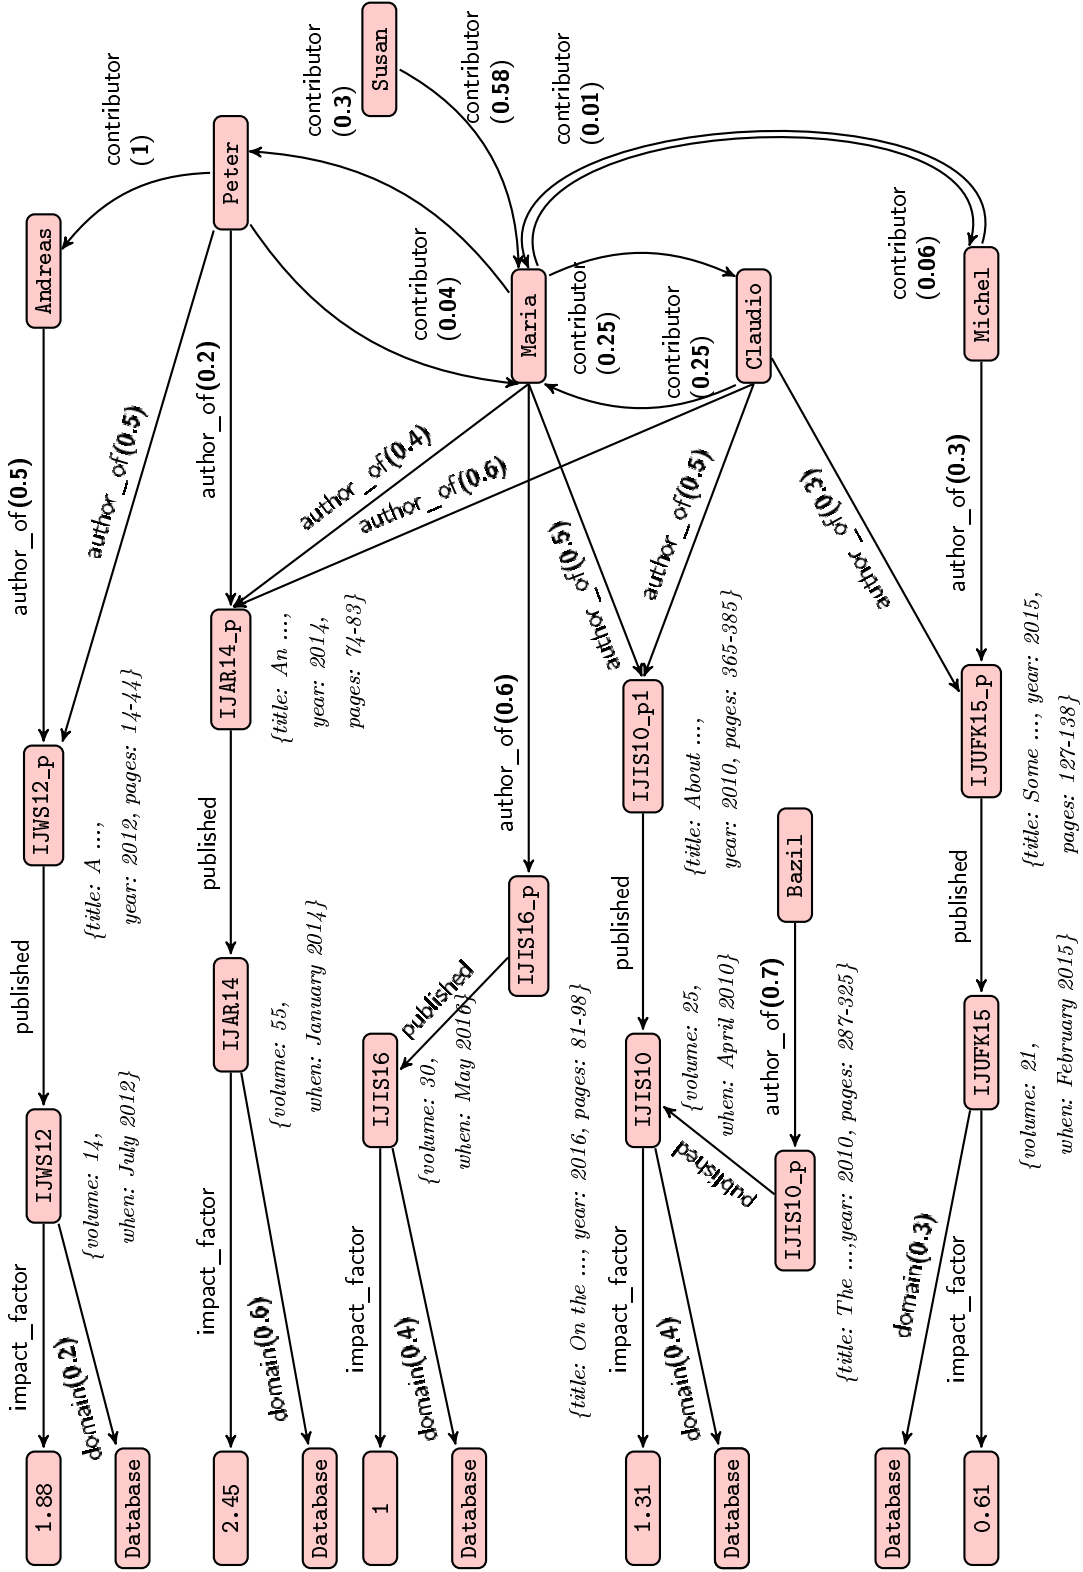 Susan
contributor
(1)
contributor
(0.3)
contributor
(0.58)
contributor
(0.01)
Andreas
Peter
contributor
(0.04)
Maria
contributor
(0.25)
contributor
(0.25)
Claudio
contributor
(0.06)
Michel
author_of(0.5)
author_of(0.5)
author_of(0.2)
author_of(0.4)
author_of(0.6)
author_of(0.5)
author_of(0.5)
author_of(0.3)
author_of(0.3)
author_of(0.6)
IJWS12_p
{title: A ...,
year: 2012, pages: 14-44}
IJAR14_p
{title: An ...,
year: 2014,
pages: 74-83}
IJIS10_p1
{title: About ...,
year: 2010, pages: 365-385}
IJUFK15_p
{title: Some ..., year: 2015,
pages: 127-138}
Bazil
IJIS16_p
{title: On the ..., year: 2016, pages: 81-98}
published
published
published
published
published
author_of(0.7)
IJWS12
{volume: 14,
when: July 2012}
IJAR14
{volume: 55,
when: January 2014}
IJIS16
{volume: 30,
when: May 2016}
IJIS10
{volume: 25,
when: April 2010}
published
IJIS10_p
{title: The ...,year: 2010, pages: 287-325}
IJUFK15
{volume: 21,
when: February 2015}
impact_factor
domain(0.2)
impact_factor
domain(0.6)
impact_factor
domain(0.4)
impact_factor
domain(0.4)
domain(0.3)
impact_factor
1.88
Database
2.45
Database
1
Database
1.31
Database
Database
0.61